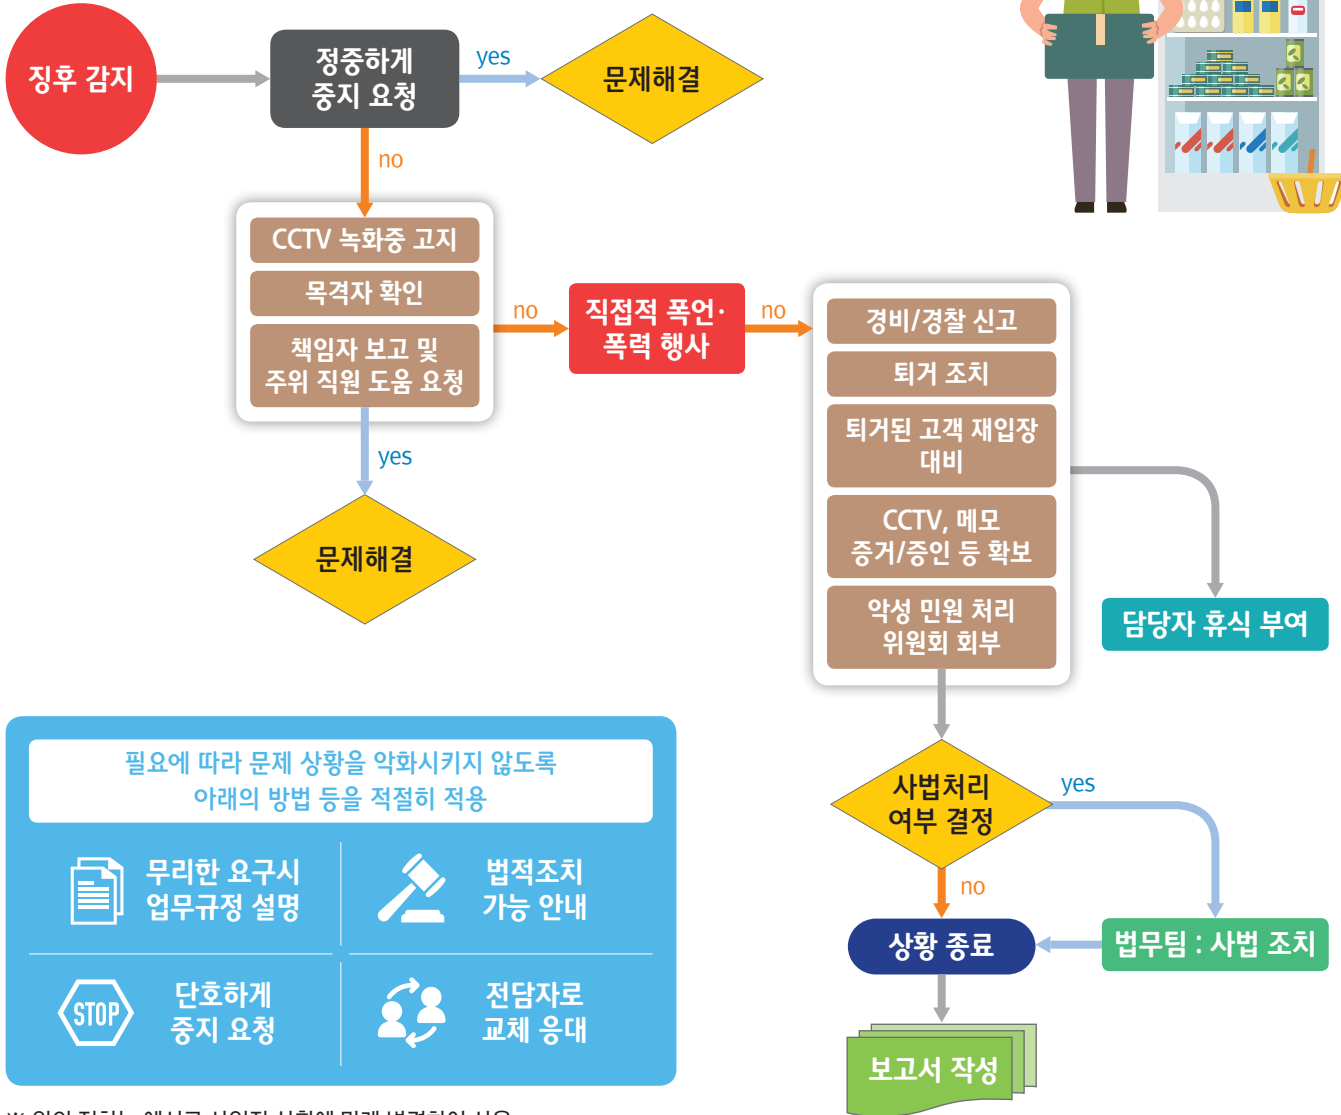 징후 감지
정중하게
중지 요청
yes
문제해결
no
CCTV 녹화중 고지
목격자 확인
책임자 보고 및
주위 직원 도움 요청
no
직접적 폭언·
폭력 행사
no
yes
문제해결
경비/경찰 신고
퇴거 조치
퇴거된 고객 재입장
대비
CCTV, 메모
증거/증인 등 확보
악성 민원 처리
위원회 회부
담당자 휴식 부여
사법처리
여부 결정
yes
no
상황 종료
법무팀 : 사법 조치
보고서 작성
필요에 따라 문제 상황을 악화시키지 않도록
아래의 방법 등을 적절히 적용
무리한 요구시
업무규정 설명
법적조치
가능 안내
STOP
단호하게
중지 요청
전담자로
교체 응대